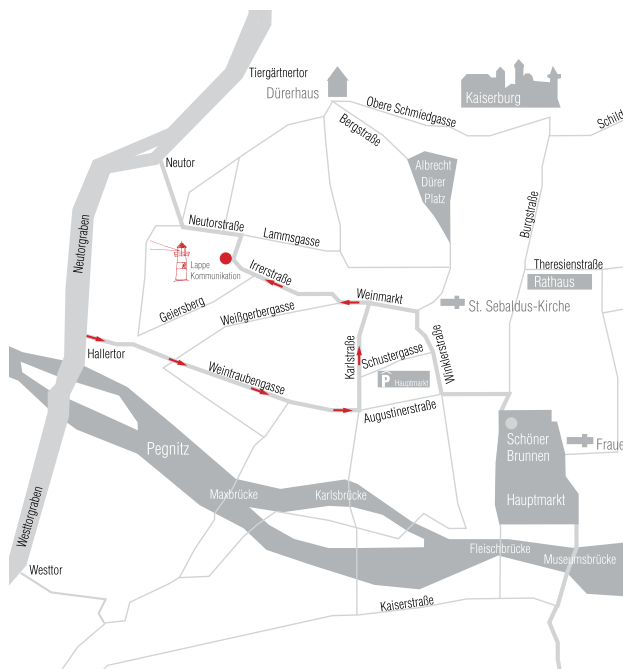 Tiergärtnertor
Dürerhaus
Kaiserburg
Obere Schmiedgasse
Schild
Bergstraße
Neutor
Albrecht
Dürer
Platz
Burgstraße
Neutorgraben
Neutorstraße
Lammsgasse
Theresienstraße
Rathaus
Lappe
Kommunikation
Irrerstraße
Weinmarkt
St. Sebaldus-Kirche
Geiersberg
Weißgerbergasse
Hallertor
Karlstraße
Schustergasse
Winklerstraße
Weintraubengasse
P
Hauptmarkt
Augustinerstraße
Pegnitz
Schöner
Brunnen
Fraue
Maxbrücke
Karlsbrücke
Hauptmarkt
Westtorgraben
Fleischbrücke
Museumsbrücke
Westtor
Kaiserstraße